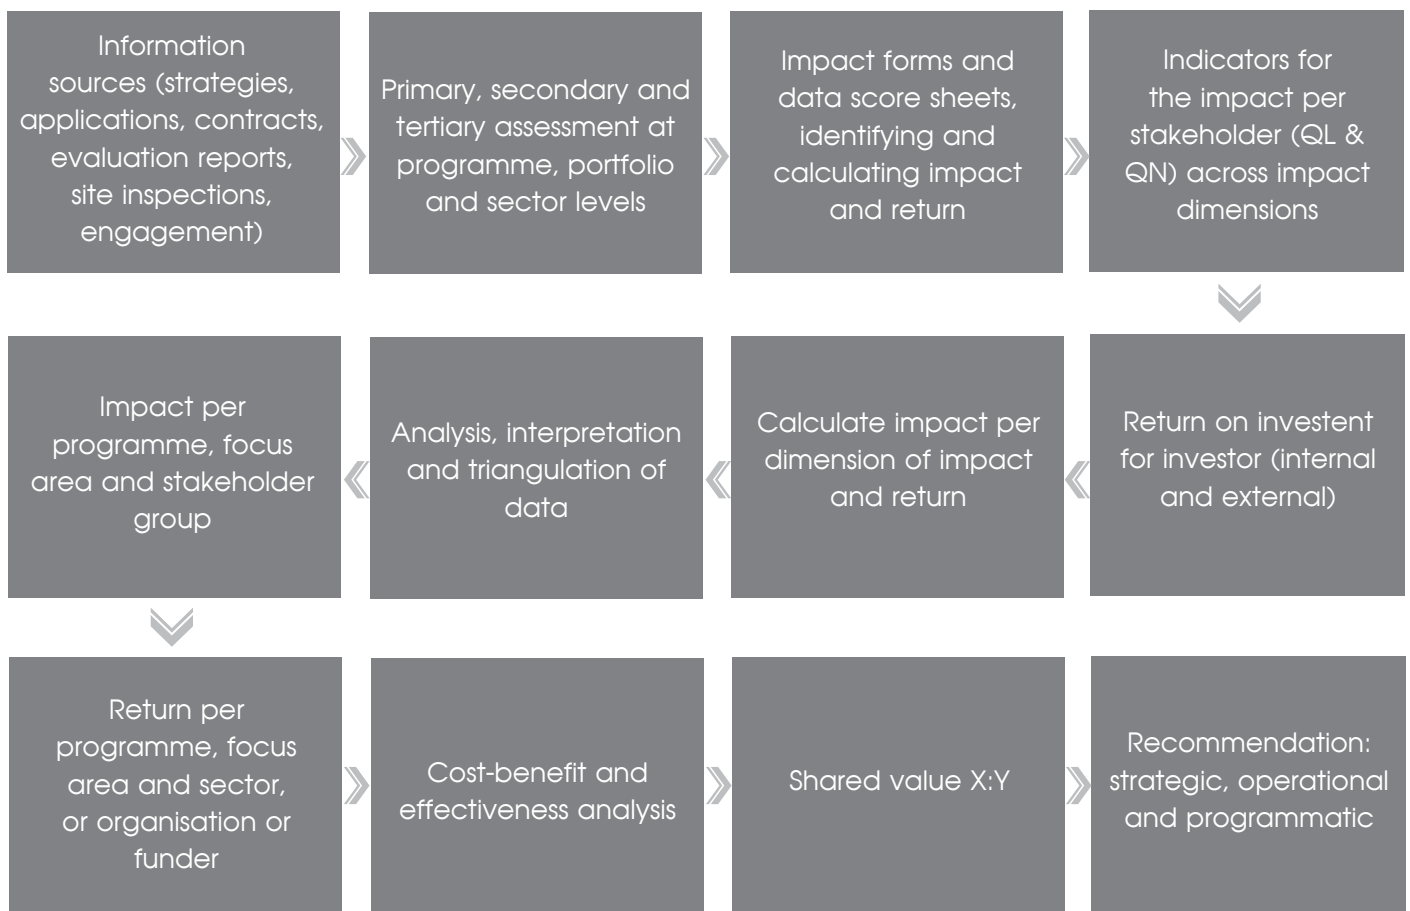 Information
sources (strategies,
applications, contracts,
evaluation reports,
site inspections,
engagement)
Primary, secondary and
tertiary assessment at
programme, portfolio
and sector levels
Impact forms and
data score sheets,
identifying and
calculating impact
and return
Indicators for
the impact per
stakeholder (QL &
QN) across impact
dimensions
Return on investent
for investor (internal
and external)
Calculate impact per
dimension of impact
and return
Analysis, interpretation
and triangulation of
data
Impact per
programme, focus
area and stakeholder
group
Return per
programme, focus
area and sector,
or organisation or
funder
Cost-benefit and
effectiveness analysis
Shared value X:Y
Recommendation:
strategic, operational
and programmatic